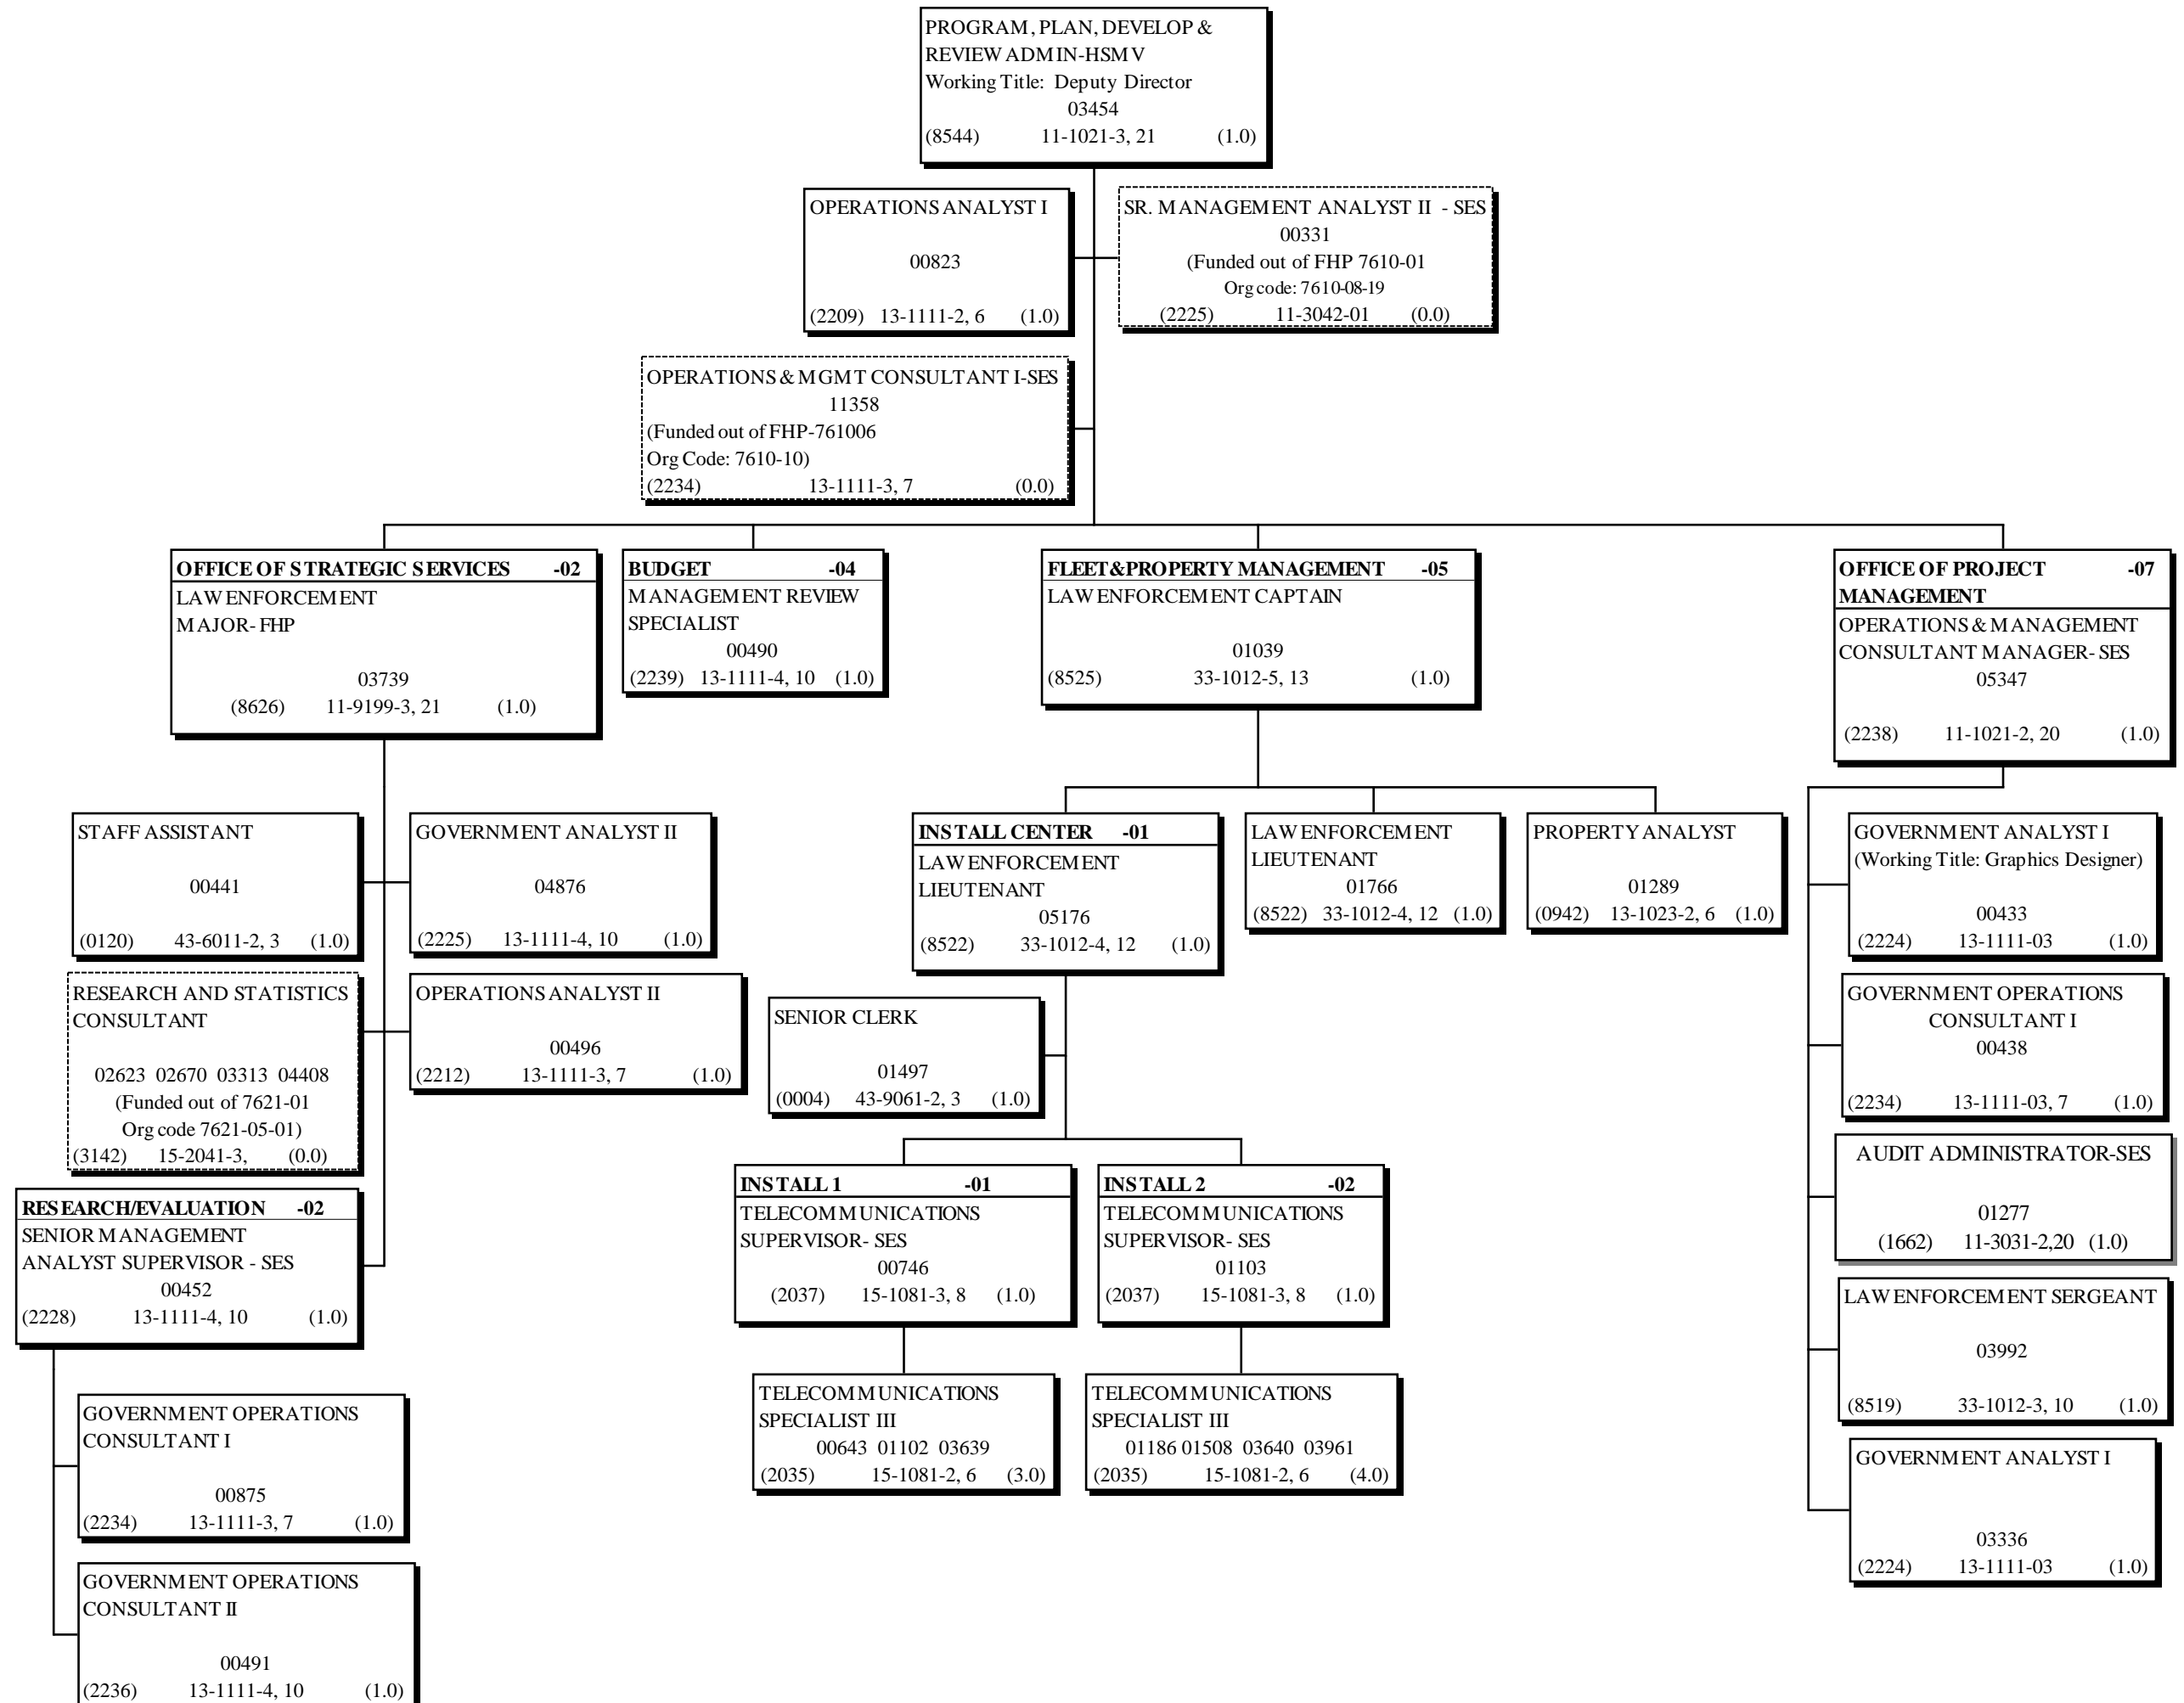 PROGRAM, PLAN, DEVELOP &
REVIEW ADMIN-HSMV
Working Title: Deputy Director
03454
(8544) 11-1021-3, 21 (1.0)
OPERATIONS ANALYST I
00823
(2209) 13-1111-2, 6 (1.0)
SR. MANAGEMENT ANALYST II - SES
00331
(Funded out of FHP 7610-01
Org code: 7610-08-19
(2225) 11-3042-01 (0.0)
OPERATIONS & MGMT CONSULTANT I-SES
11358
(Funded out of FHP-761006
Org Code: 7610-10)
(2234) 13-1111-3, 7 (0.0)
OFFICE OF STRATEGIC SERVICES -02
LAW ENFORCEMENT
MAJOR- FHP
03739
(8626) 11-9199-3, 21 (1.0)
BUDGET -04
MANAGEMENT REVIEW
SPECIALIST
00490
(2239) 13-1111-4, 10 (1.0)
FLEET&PROPERTY MANAGEMENT -05
LAW ENFORCEMENT CAPTAIN
01039
(8525) 33-1012-5, 13 (1.0)
OFFICE OF PROJECT -07
MANAGEMENT
OPERATIONS & MANAGEMENT
CONSULTANT MANAGER- SES
05347
(2238) 11-1021-2, 20 (1.0)
STAFF ASSISTANT
00441
(0120) 43-6011-2, 3 (1.0)
GOVERNMENT ANALYST II
04876
(2225) 13-1111-4, 10 (1.0)
RESEARCH AND STATISTICS
CONSULTANT
02623 02670 03313 04408
(Funded out of 7621-01
Org code 7621-05-01)
(3142) 15-2041-3, (0.0)
OPERATIONS ANALYST II
00496
(2212) 13-1111-3, 7 (1.0)
RESEARCH/EVALUATION -02
SENIOR MANAGEMENT
ANALYST SUPERVISOR - SES
00452
(2228) 13-1111-4, 10 (1.0)
GOVERNMENT OPERATIONS
CONSULTANT I
00875
(2234) 13-1111-3, 7 (1.0)
GOVERNMENT OPERATIONS
CONSULTANT II
00491
(2236) 13-1111-4, 10 (1.0)
INSTALL CENTER -01
LAW ENFORCEMENT
LIEUTENANT
05176
(8522) 33-1012-4, 12 (1.0)
LAW ENFORCEMENT
LIEUTENANT
01766
(8522) 33-1012-4, 12 (1.0)
PROPERTY ANALYST
01289
(0942) 13-1023-2, 6 (1.0)
SENIOR CLERK
01497
(0004) 43-9061-2, 3 (1.0)
INSTALL 1 -01
TELECOMMUNICATIONS
SUPERVISOR- SES
00746
(2037) 15-1081-3, 8 (1.0)
INSTALL 2 -02
TELECOMMUNICATIONS
SUPERVISOR- SES
01103
(2037) 15-1081-3, 8 (1.0)
TELECOMMUNICATIONS
SPECIALIST III
00643 01102 03639
(2035) 15-1081-2, 6 (3.0)
TELECOMMUNICATIONS
SPECIALIST III
01186 01508 03640 03961
(2035) 15-1081-2, 6 (4.0)
GOVERNMENT ANALYST I
(Working Title: Graphics Designer)
00433
(2224) 13-1111-03 (1.0)
GOVERNMENT OPERATIONS
CONSULTANT I
00438
(2234) 13-1111-03, 7 (1.0)
AUDIT ADMINISTRATOR-SES
01277
(1662) 11-3031-2,20 (1.0)
LAW ENFORCEMENT SERGEANT
03992
(8519) 33-1012-3, 10 (1.0)
GOVERNMENT ANALYST I
03336
(2224) 13-1111-03 (1.0)